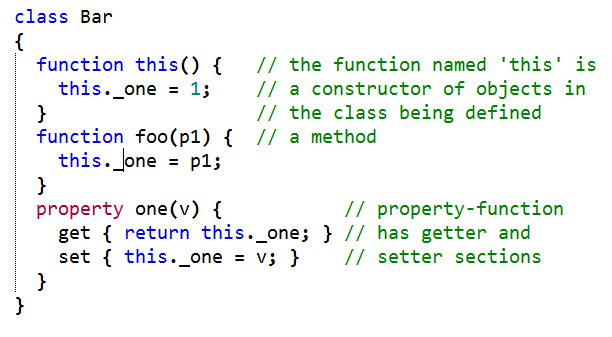 class Bar
{
  function this() {   // the function named 'this' is
    this._one = 1;    // a constructor of objects in
  }                   // the class being defined
  function foo(p1) {  // a method
    this._one = p1;
  }
  property one(v) {           // property-function
    get { return this._one; } // has getter and
    set { this._one = v; }    // setter sections
  }
}